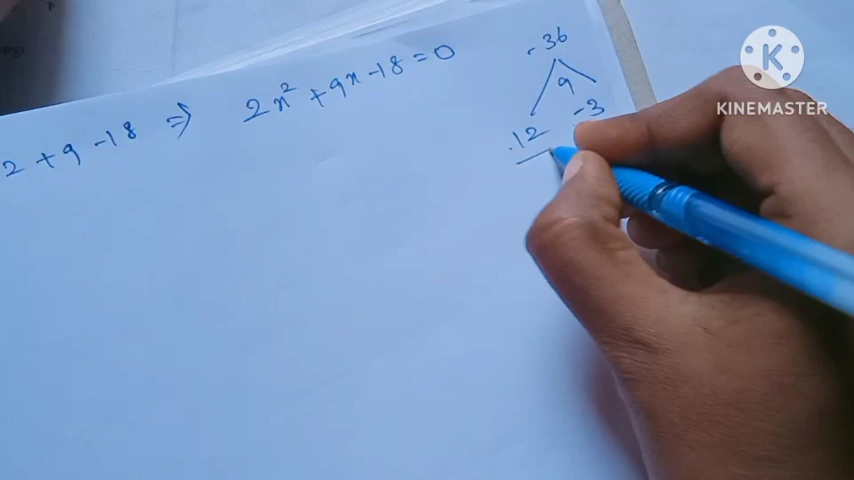 2 + 9 - 18 ⇒ 2x² + 9x - 18 = 0
- 36
9
12 -3
K
KINEMASTER